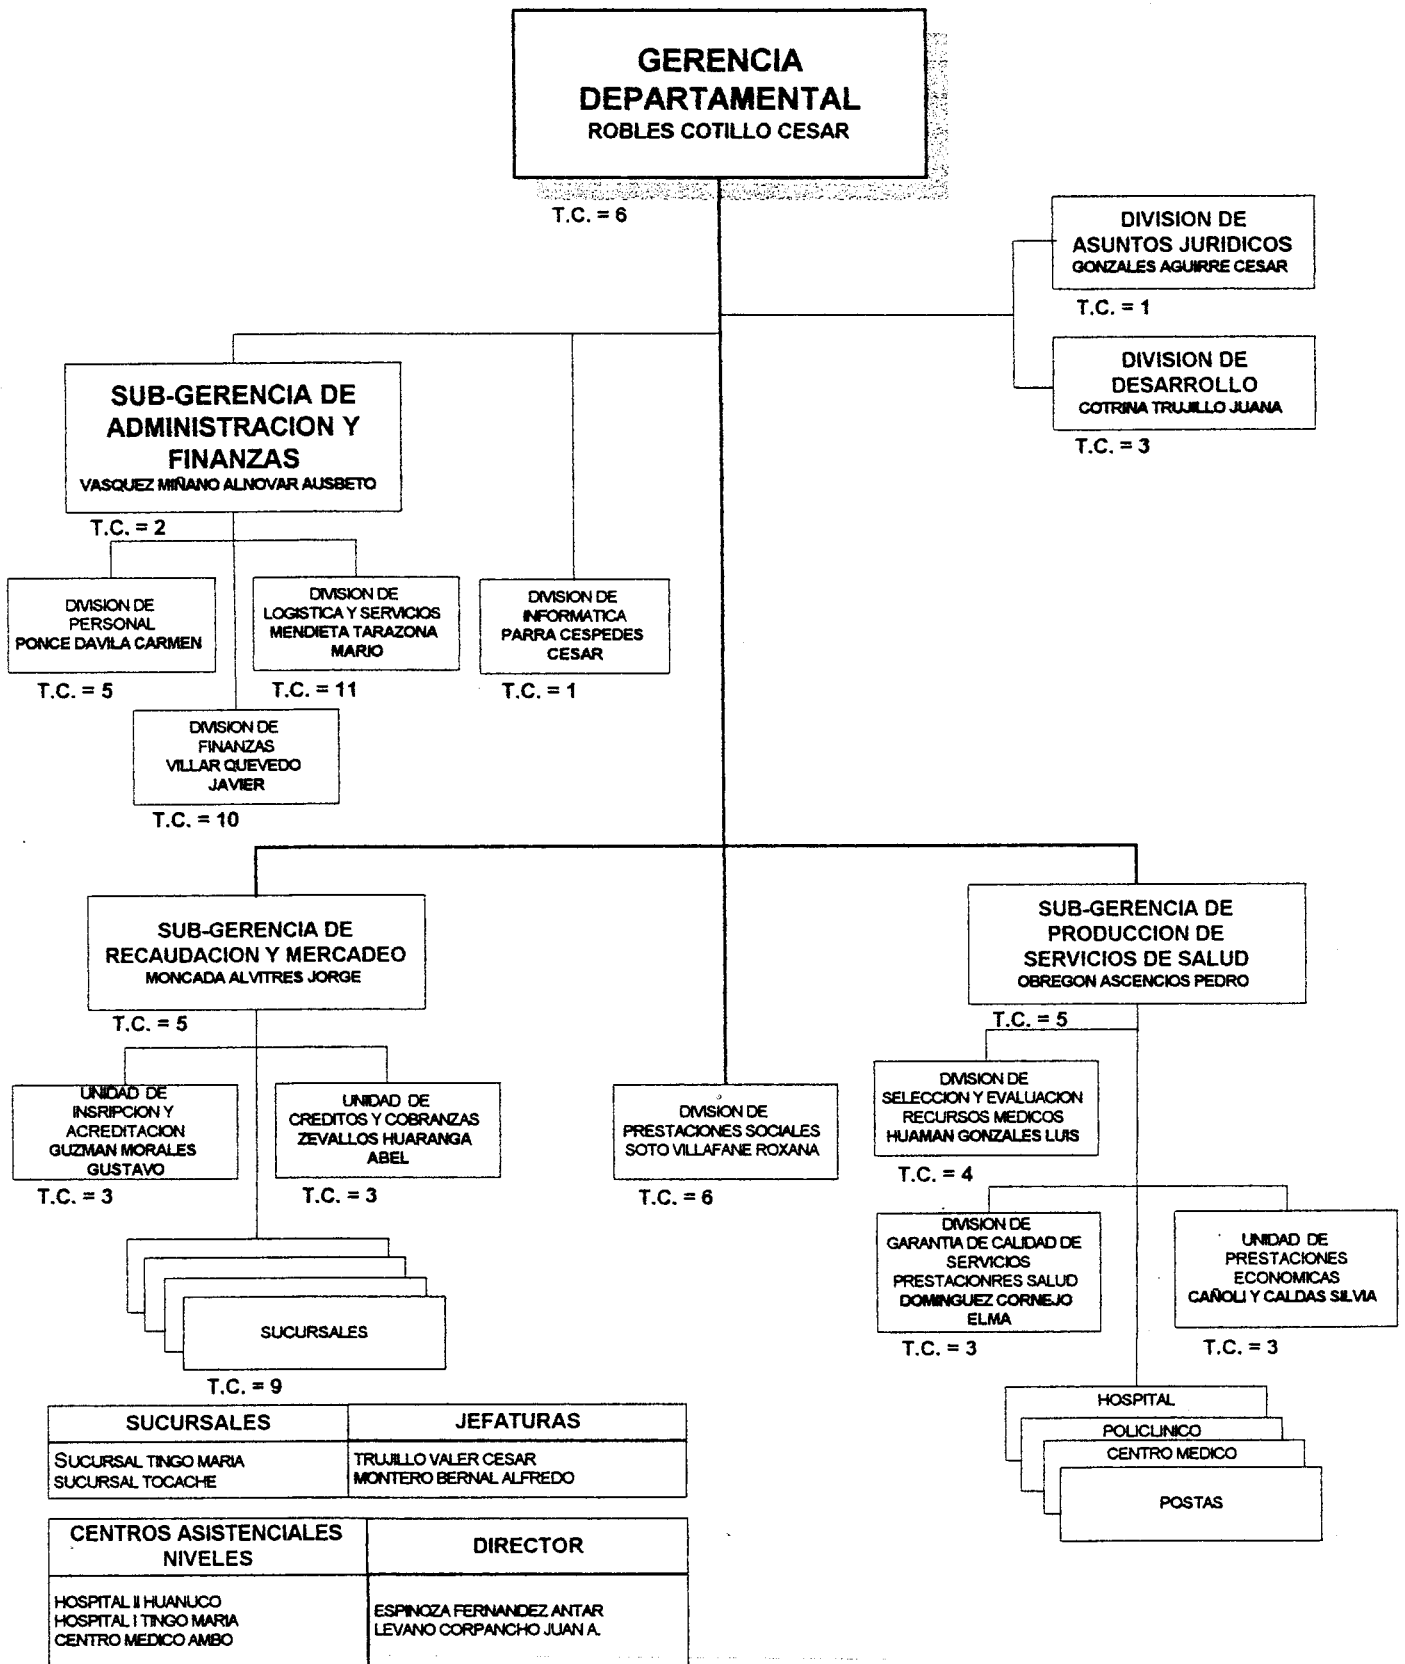 GERENCIA
DEPARTAMENTAL
ROBLES COTILLO CESAR
T.C. = 6
DIVISION DE
ASUNTOS JURIDICOS
GONZALES AGUIRRE CESAR
T.C. = 1
DIVISION DE
DESARROLLO
COTRINA TRUJILLO JUANA
T.C. = 3
SUB-GERENCIA DE
ADMINISTRACION Y
FINANZAS
VASQUEZ MIÑANO ALNOVAR AUSBETO
T.C. = 2
DIVISION DE
PERSONAL
PONCE DAVILA CARMEN
T.C. = 5
DIVISION DE
LOGISTICA Y SERVICIOS
MENDIETA TARAZONA
MARIO
T.C. = 11
DIVISION DE
INFORMATICA
PARRA CESPEDES
CESAR
T.C. = 1
DIVISION DE
FINANZAS
VILLAR QUEVEDO
JAVIER
T.C. = 10
SUB-GERENCIA DE
RECAUDACION Y MERCADEO
MONCADA ALVITRES JORGE
T.C. = 5
SUB-GERENCIA DE
PRODUCCION DE
SERVICIOS DE SALUD
OBREGON ASCENCIOS PEDRO
T.C. = 5
UNIDAD DE
INSRIPCION Y
ACREDITACION
GUZMAN MORALES
GUSTAVO
T.C. = 3
UNIDAD DE
CREDITOS Y COBRANZAS
ZEVALLOS HUARANGA
ABEL
T.C. = 3
DIVISION DE
PRESTACIONES SOCIALES
SOTO VILLAFANE ROXANA
T.C. = 6
DIVISION DE
SELECCION Y EVALUACION
RECURSOS MEDICOS
HUAMAN GONZALES LUIS
T.C. = 4
DIVISION DE
GARANTIA DE CALIDAD DE
SERVICIOS
PRESTACIONRES SALUD
DOMINGUEZ CORNEJO
ELMA
T.C. = 3
UNIDAD DE
PRESTACIONES
ECONOMICAS
CAÑOLI Y CALDAS SILVIA
T.C. = 3
SUCURSALES
T.C. = 9
HOSPITAL
POLICLINICO
CENTRO MEDICO
POSTAS
SUCURSALES JEFATURAS
SUCURSAL TINGO MARIA TRUJILLO VALER CESAR
SUCURSAL TOCACHE MONTERO BERNAL ALFREDO
CENTROS ASISTENCIALES
NIVELES
DIRECTOR
HOSPITAL II HUANUCO
HOSPITAL I TINGO MARIA
CENTRO MEDICO AMBO
ESPINOZA FERNANDEZ ANTAR
LEVANO CORPANCHO JUAN A.